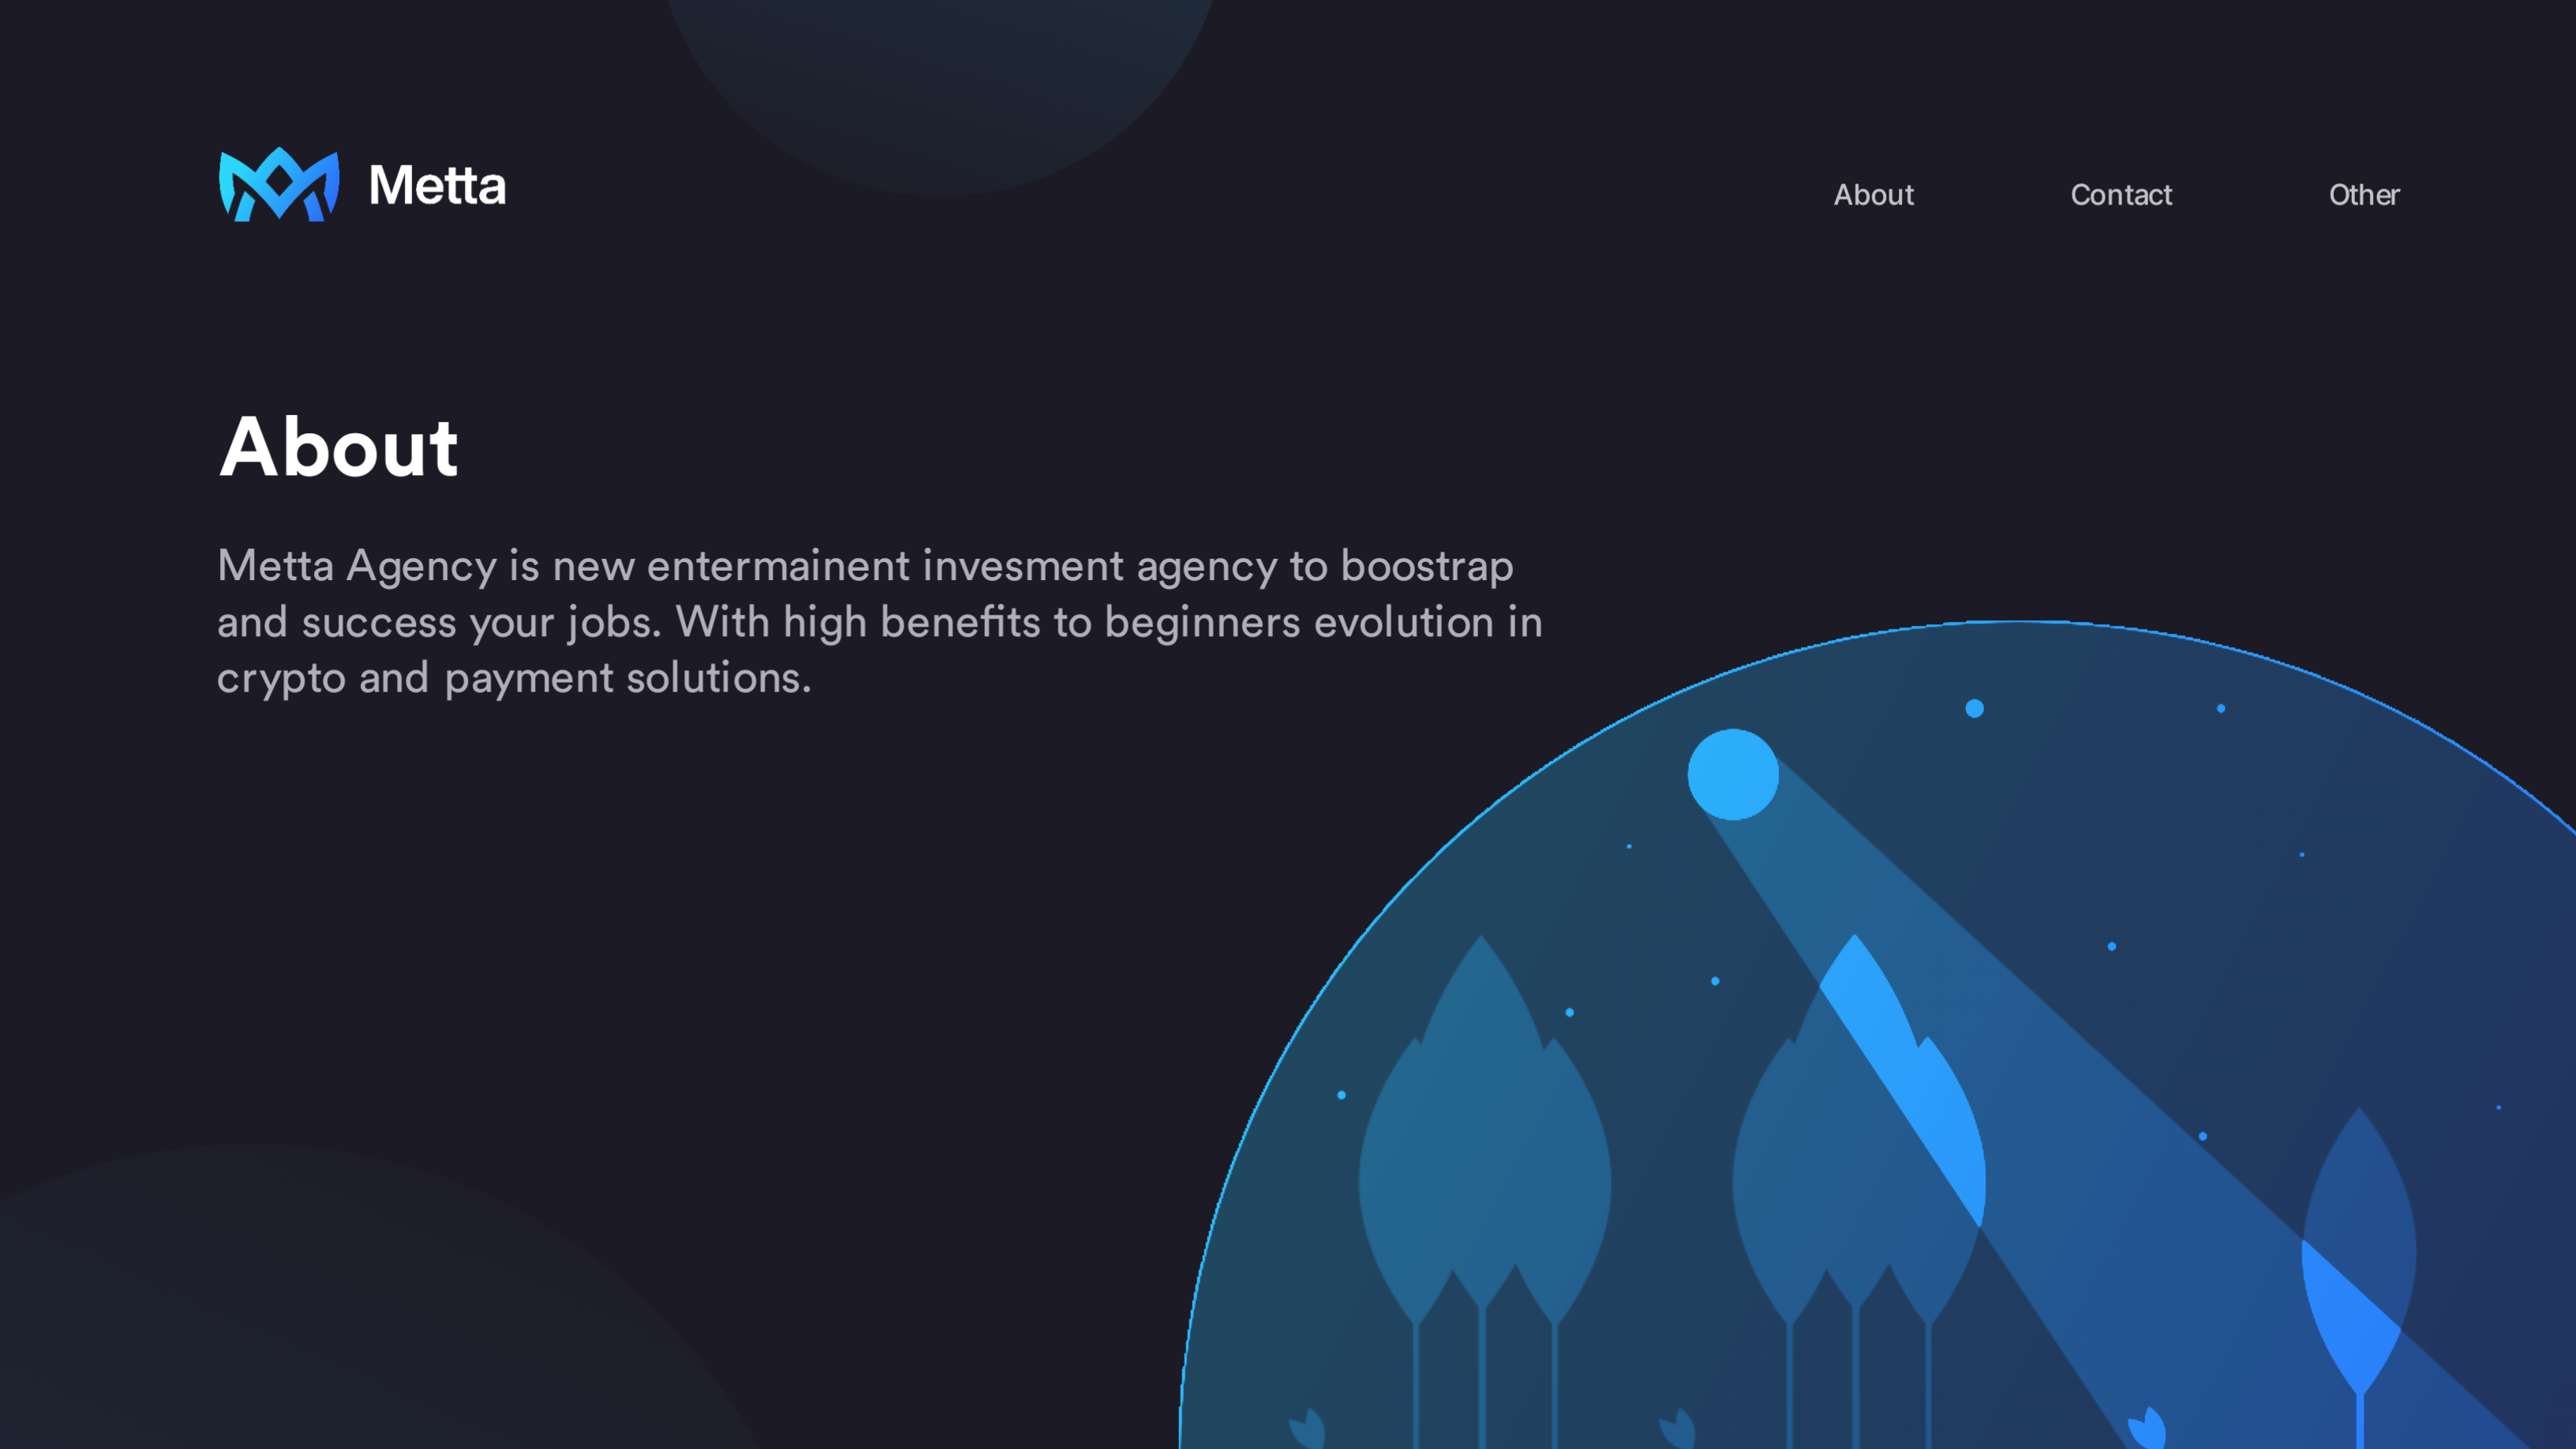 Metta
About
Contact
Other
About
Metta Agency is new entermainent invesment agency to boostrap
and success your jobs. With high benefits to beginners evolution in
crypto and payment solutions.